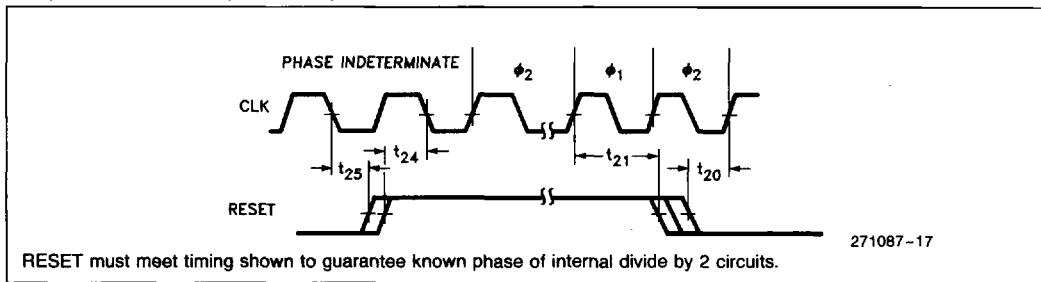 PHASE INDETERMINATE
ϕ2
ϕ1
ϕ2
CLK
t24
t21
t25
t20
RESET
271087-17
RESET must meet timing shown to guarantee known phase of internal divide by 2 circuits.